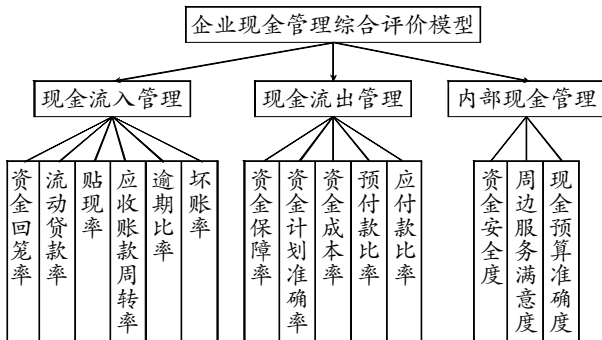 企业现金管理综合评价模型
现金流入管理
现金流出管理
内部现金管理
资金回笼率
流动贷款率
贴现率
应收账款周转率
逾期比率
坏账率
资金保障率
资金计划准确率
资金成本率
预付款比率
应付款比率
资金安全度
周边服务满意度
现金预算准确度